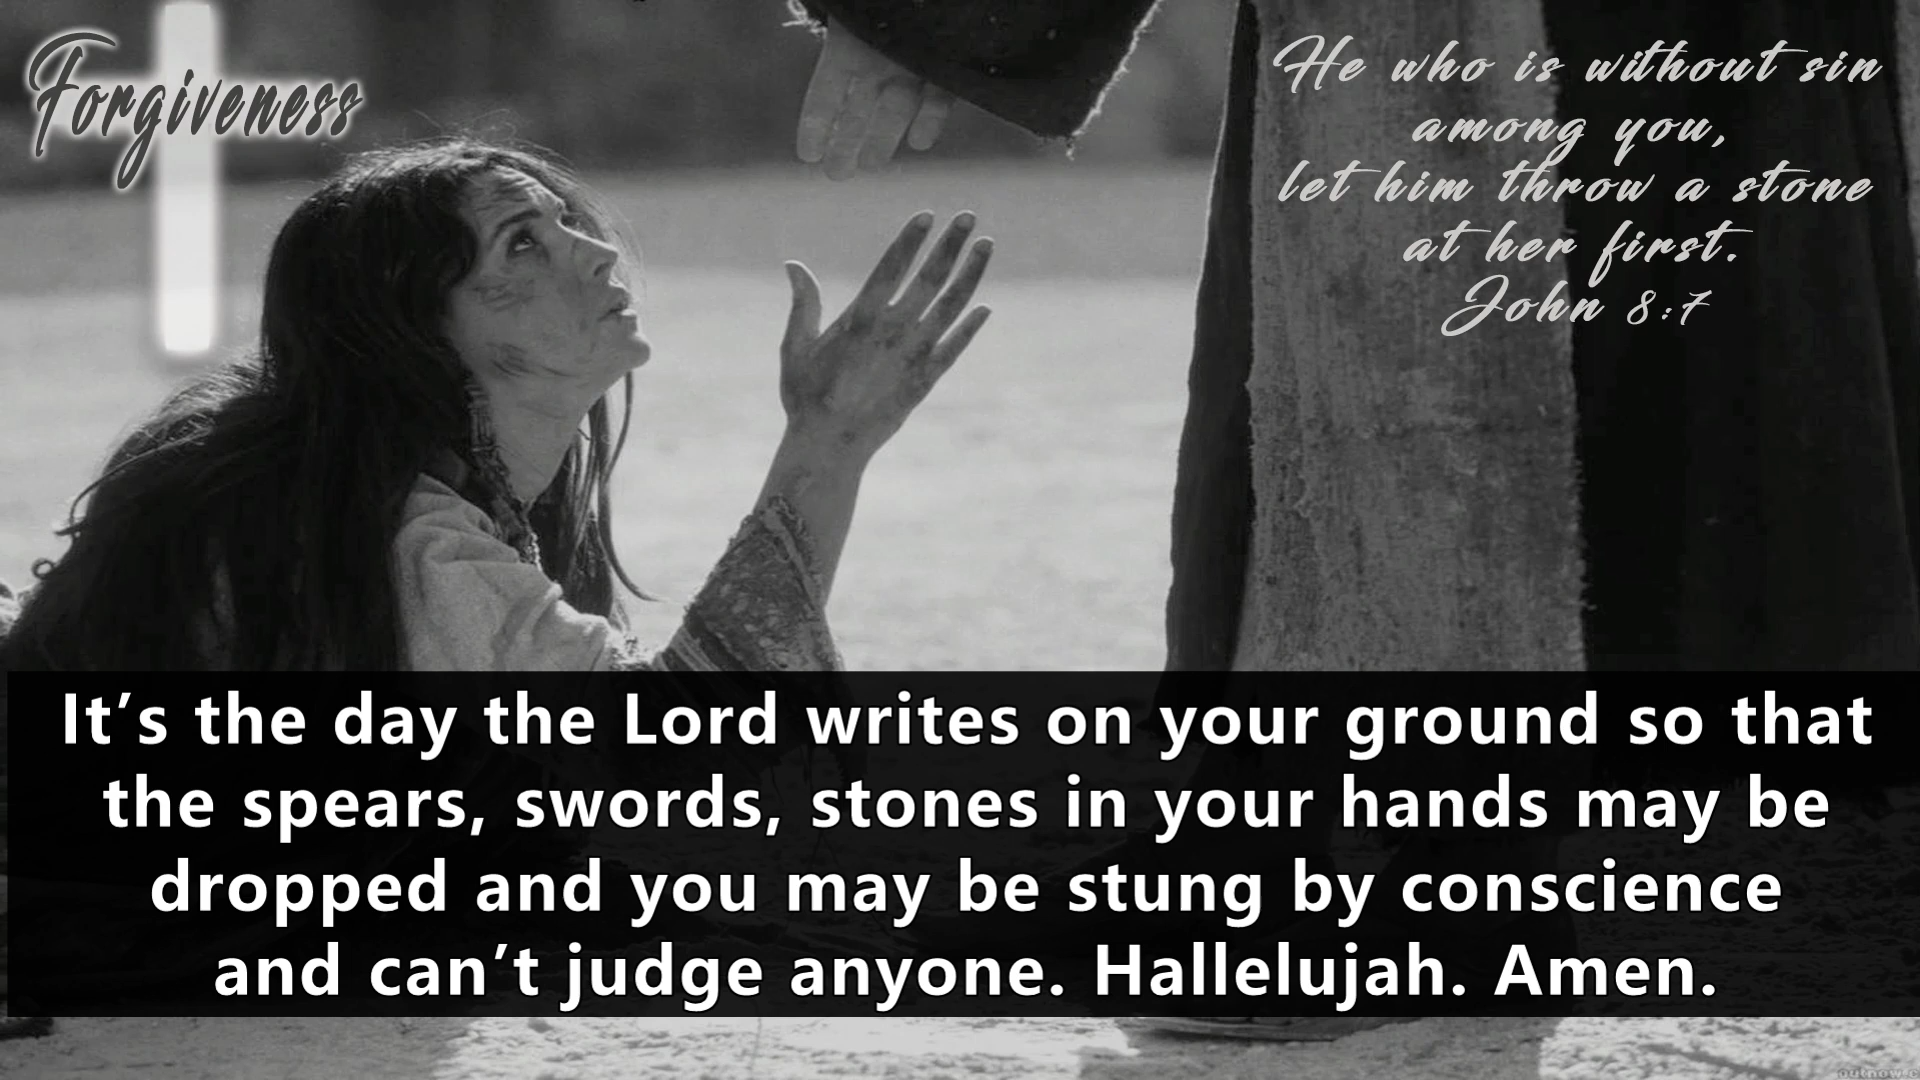 Forgiveness
He who is without sin
among you,
let him throw a stone
at her first.
John 8:7
It’s the day the Lord writes on your ground so that
the spears, swords, stones in your hands may be
dropped and you may be stung by conscience
and can’t judge anyone. Hallelujah. Amen.